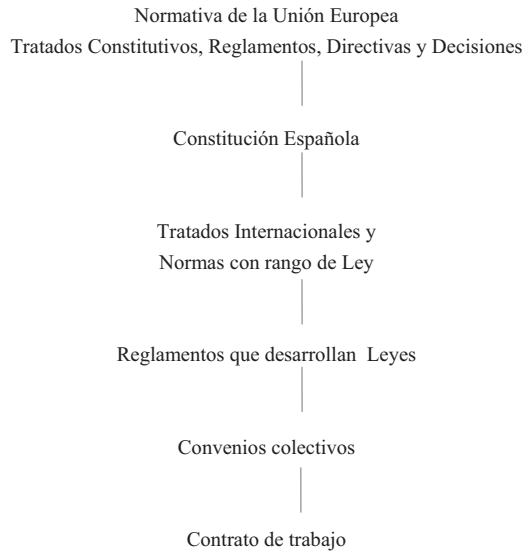 Normativa de la Unión Europea
Tratados Constitutivos, Reglamentos, Directivas y Decisiones
Constitución Española
Tratados Internacionales y
Normas con rango de Ley
Reglamentos que desarrollan Leyes
Convenios colectivos
Contrato de trabajo